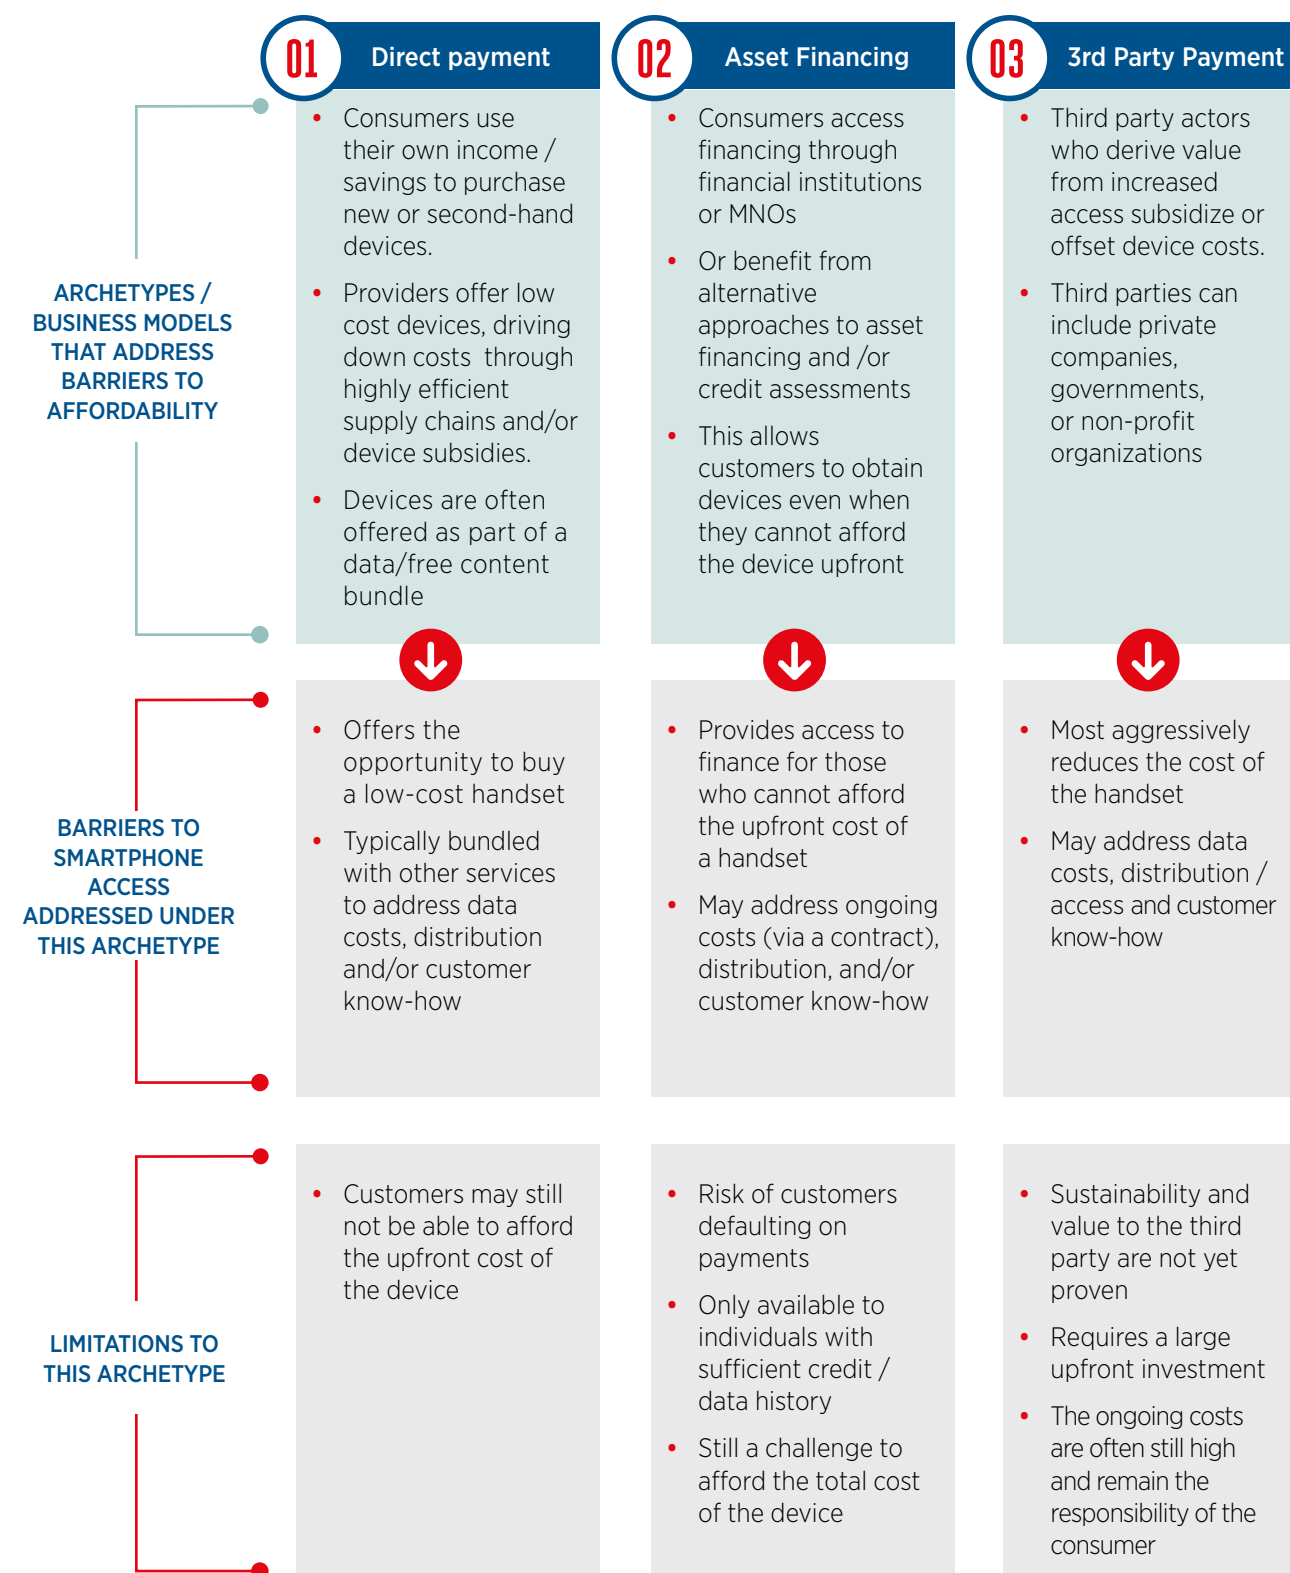 01 Direct payment
02 Asset Financing
03 3rd Party Payment
ARCHETYPES /
BUSINESS MODELS
THAT ADDRESS
BARRIERS TO
AFFORDABILITY
• Consumers use
their own income /
savings to purchase
new or second-hand
devices.
• Providers offer low
cost devices, driving
down costs through
highly efficient
supply chains and/or
device subsidies.
• Devices are often
offered as part of a
data/free content
bundle
• Consumers access
financing through
financial institutions
or MNOs
• Or benefit from
alternative
approaches to asset
financing and /or
credit assessments
• This allows
customers to obtain
devices even when
they cannot afford
the device upfront
• Third party actors
who derive value
from increased
access subsidize or
offset device costs.
• Third parties can
include private
companies,
governments,
or non-profit
organizations
BARRIERS TO
SMARTPHONE
ACCESS
ADDRESSED UNDER
THIS ARCHETYPE
• Offers the
opportunity to buy
a low-cost handset
• Typically bundled
with other services
to address data
costs, distribution
and/or customer
know-how
• Provides access to
finance for those
who cannot afford
the upfront cost of
a handset
• May address ongoing
costs (via a contract),
distribution, and/or
customer know-how
• Most aggressively
reduces the cost of
the handset
• May address data
costs, distribution /
access and customer
know-how
LIMITATIONS TO
THIS ARCHETYPE
• Customers may still
not be able to afford
the upfront cost of
the device
• Risk of customers
defaulting on
payments
• Only available to
individuals with
sufficient credit /
data history
• Still a challenge to
afford the total cost
of the device
• Sustainability and
value to the third
party are not yet
proven
• Requires a large
upfront investment
• The ongoing costs
are often still high
and remain the
responsibility of the
consumer